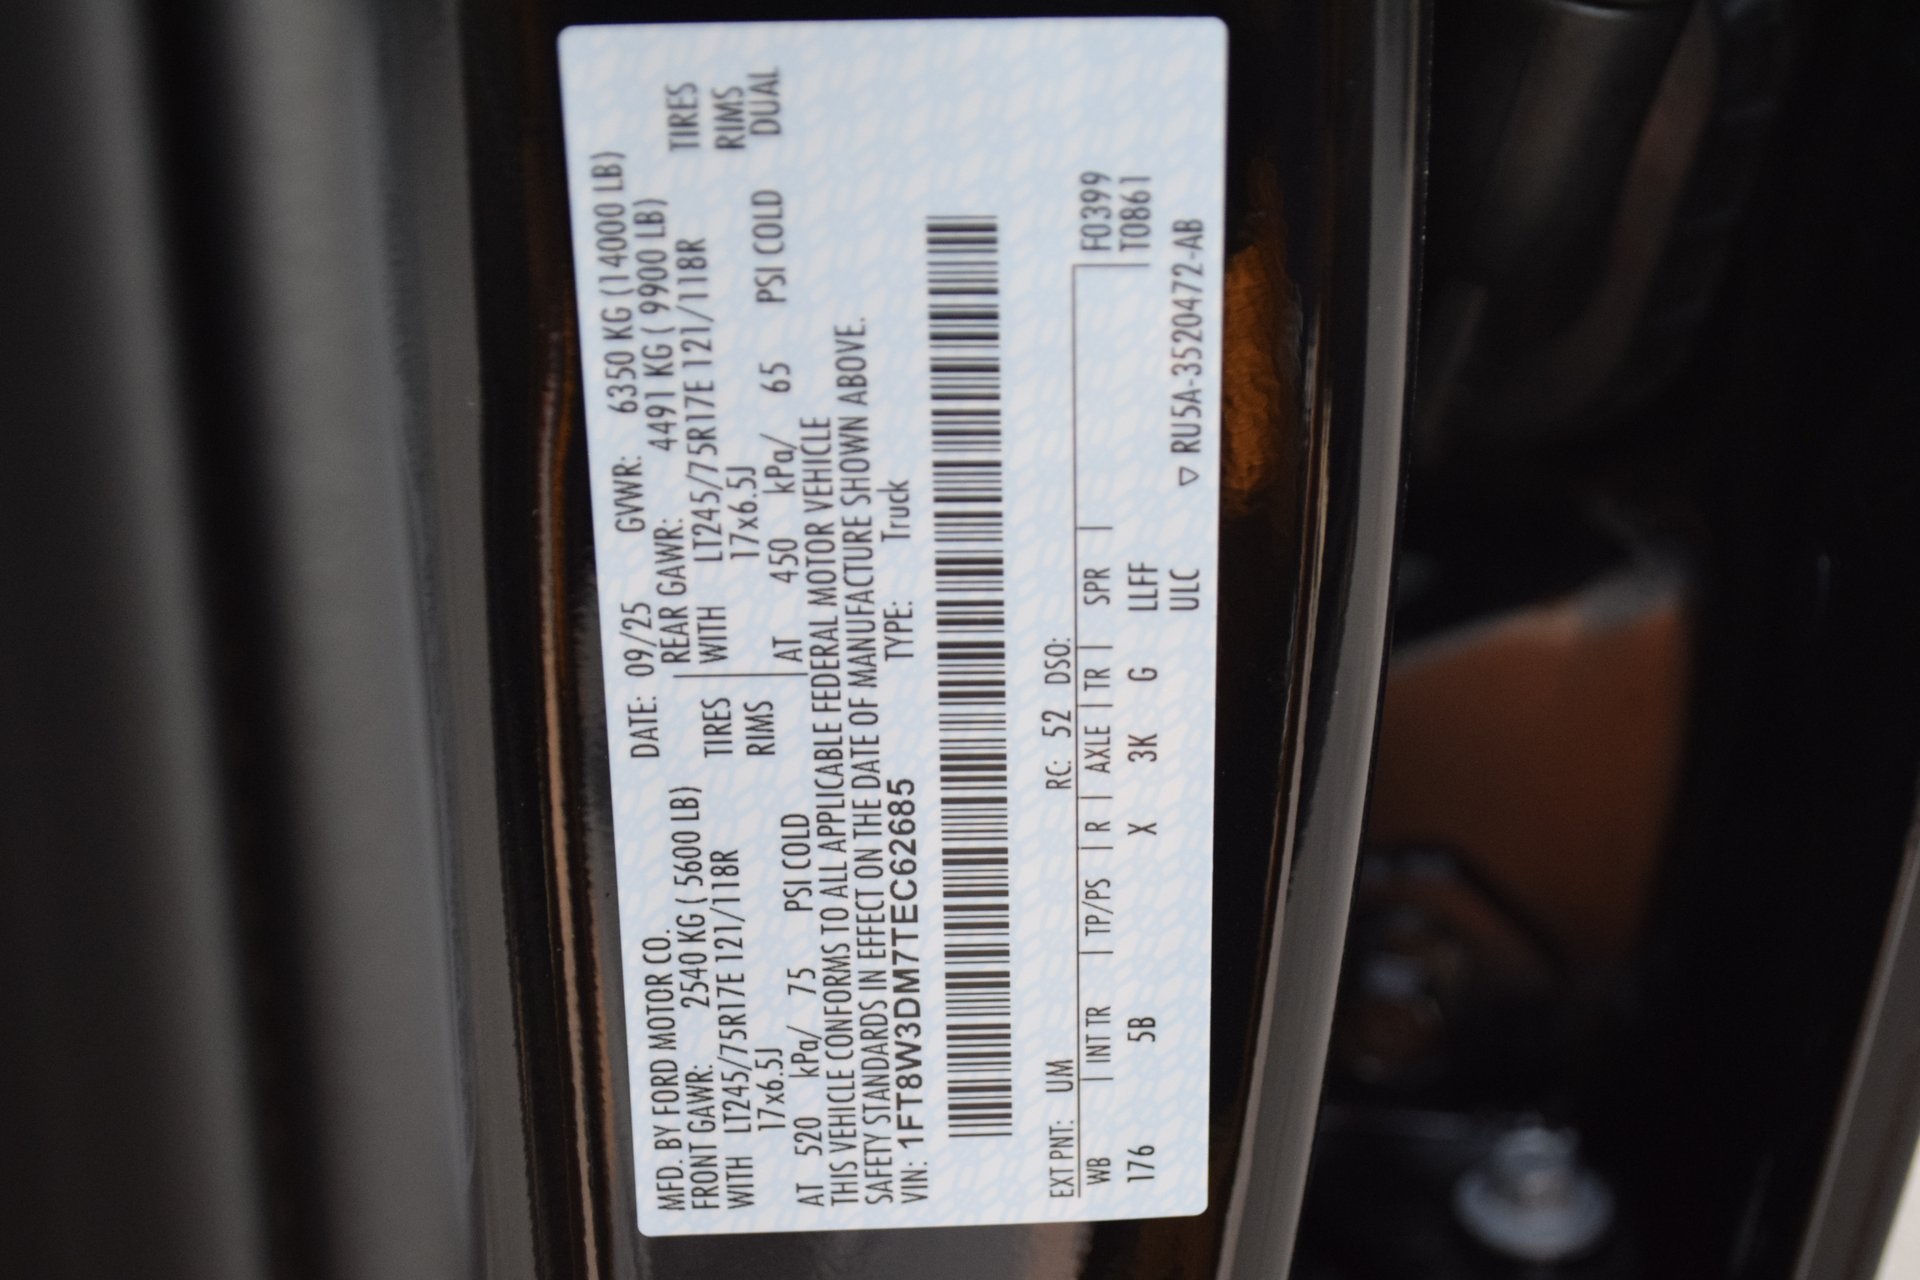 MFD. BY FORD MOTOR CO.
DATE: 09/25 GVWR: 6350 KG (14000 LB)
FRONT GAWR: 2540 KG ( 5600 LB) REAR GAWR: 4491 KG ( 9900 LB)
WITH LT245/75R17E 121/118R TIRES WITH LT245/75R17E 121/118R TIRES
17x6.5J RIMS 17x6.5J RIMS
AT 520 kPa/ 75 PSI COLD AT 450 kPa/ 65 PSI COLD DUAL
THIS VEHICLE CONFORMS TO ALL APPLICABLE FEDERAL MOTOR VEHICLE
SAFETY STANDARDS IN EFFECT ON THE DATE OF MANUFACTURE SHOWN ABOVE.
VIN: 1FT8W3DM7TEC62685 TYPE: Truck
EXT PNT: UM RC: 52 DSO:
WB | INT TR | TP/PS | R | AXLE | TR | SPR | F0399
176 5B X 3K G LLFF T0861
ULC ▽ RU5A-3520472-AB